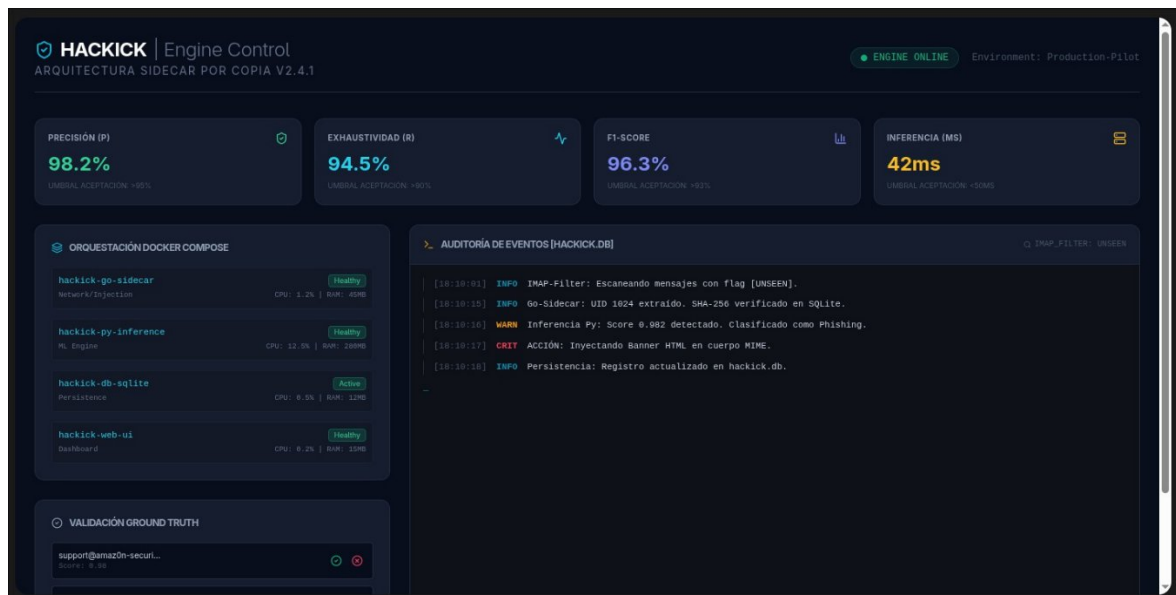 HACKICK | Engine Control
ARQUITECTURA SIDECAR POR COPIA V2.4.1
ENGINE ONLINE
Environment: Production-Pilot
PRECISIÓN (P)
98.2%
UMBRAL ACEPTACIÓN: +95%
EXHAUSTIVIDAD (R)
94.5%
UMBRAL ACEPTACIÓN: +90%
F1-SCORE
96.3%
UMBRAL ACEPTACIÓN: +93%
INFERENCIA (MS)
42ms
UMBRAL ACEPTACIÓN: +50MS
ORQUESTACIÓN DOCKER COMPOSE
hackick-go-sidecar Healthy
Network/Injection CPU: 1.2% | RAM: 45MB
hackick-py-inference Healthy
ML Engine CPU: 12.5% | RAM: 280MB
hackick-db-sqlite Active
Persistence CPU: 0.5% | RAM: 12MB
hackick-web-ui Healthy
Dashboard CPU: 0.2% | RAM: 15MB
VALIDACIÓN GROUND TRUTH
support@amaz0n-securi...
Score: 0.98
>_ AUDITORÍA DE EVENTOS [HACKICK.DB]
IMAP_FILTER: UNSEEN
[18:10:01] INFO IMAP-Filter: Escaneando mensajes con flag [UNSEEN].
[18:10:15] INFO Go-Sidecar: UID 1024 extraído. SHA-256 verificado en SQLite.
[18:10:16] WARN Inferencia Py: Score 0.982 detectado. Clasificado como Phishing.
[18:10:17] CRIT ACCIÓN: Inyectando Banner HTML en cuerpo MIME.
[18:10:18] INFO Persistencia: Registro actualizado en hackick.db.
_